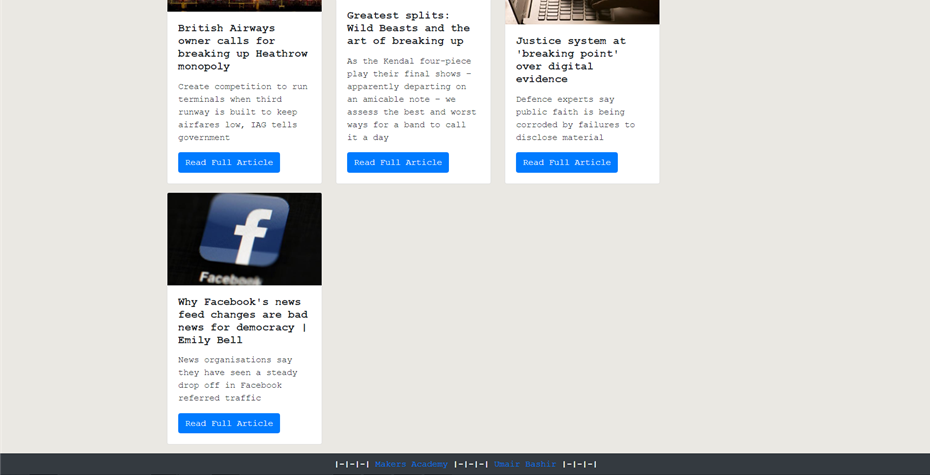 British Airways
owner calls for
breaking up Heathrow
monopoly
Create competition to run
terminals when third
runway is built to keep
airfares low, IAG tells
government
Read Full Article
Greatest splits:
Wild Beasts and the
art of breaking up
As the Kendal four-piece
play their final shows –
apparently departing on
an amicable note – we
assess the best and worst
ways for a band to call
it a day
Read Full Article
Justice system at
'breaking point'
over digital
evidence
Defence experts say
public faith is being
corroded by failures to
disclose material
Read Full Article
f
Facebook
Why Facebook's news
feed changes are bad
news for democracy |
Emily Bell
News organisations say
they have seen a steady
drop off in Facebook
referred traffic
Read Full Article
|-|-|-| Makers Academy |-|-|-| Umair Bashir |-|-|-|